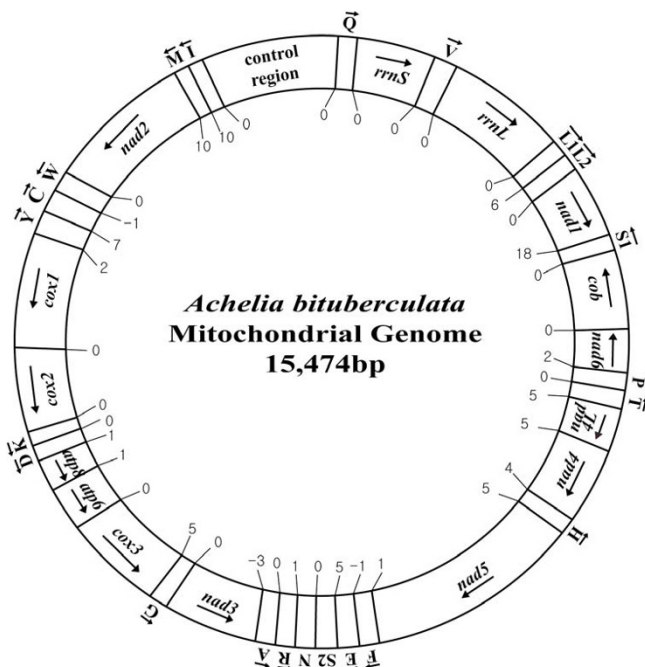 Achelia bituberculata
Mitochondrial Genome
15,474bp
control
region
Q
rrnS
V
rrnL
L1
L2
nad1
S1
cob
nad6
P
T
nad
4L
nad4
H
nad5
F
E
S2
N
R
A
nad3
G
cox3
atp6
atp8
K
D
cox2
cox1
Y
C
W
nad2
M
I
0
0
0
0
0
6
0
18
0
0
2
0
5
5
4
5
1
-1
5
0
1
0
-3
0
5
0
1
1
0
0
0
2
7
-1
0
10
10
0